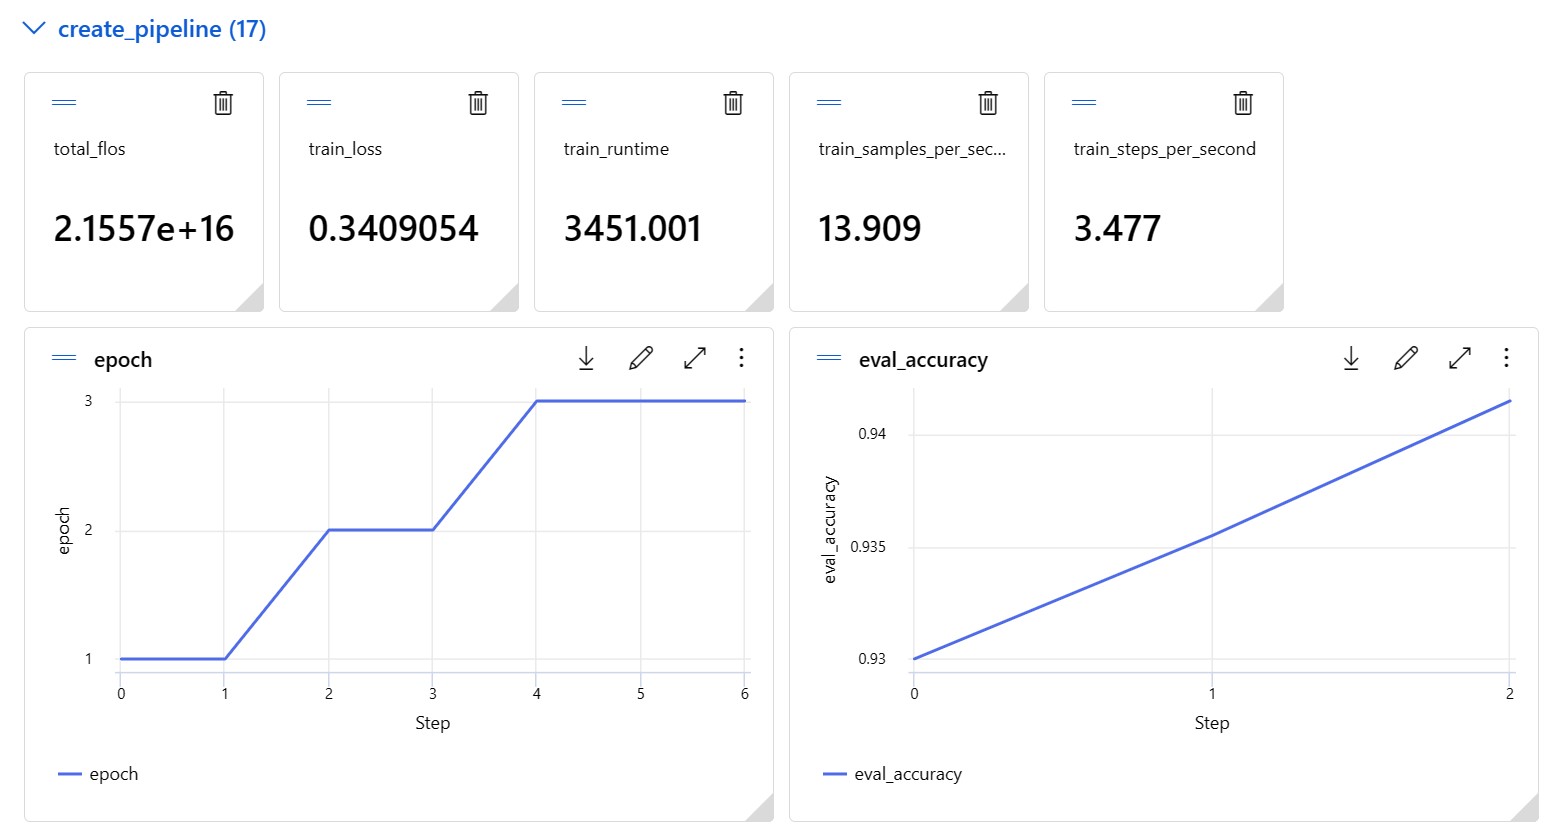 create_pipeline (17)
total_flos
2.1557e+16
train_loss
0.3409054
train_runtime
3451.001
train_samples_per_sec...
13.909
train_steps_per_second
3.477
epoch
3
2
1
epoch
0 1 2 3 4 5 6
Step
epoch
eval_accuracy
0.94
0.935
0.93
eval_accuracy
0 1 2
Step
eval_accuracy